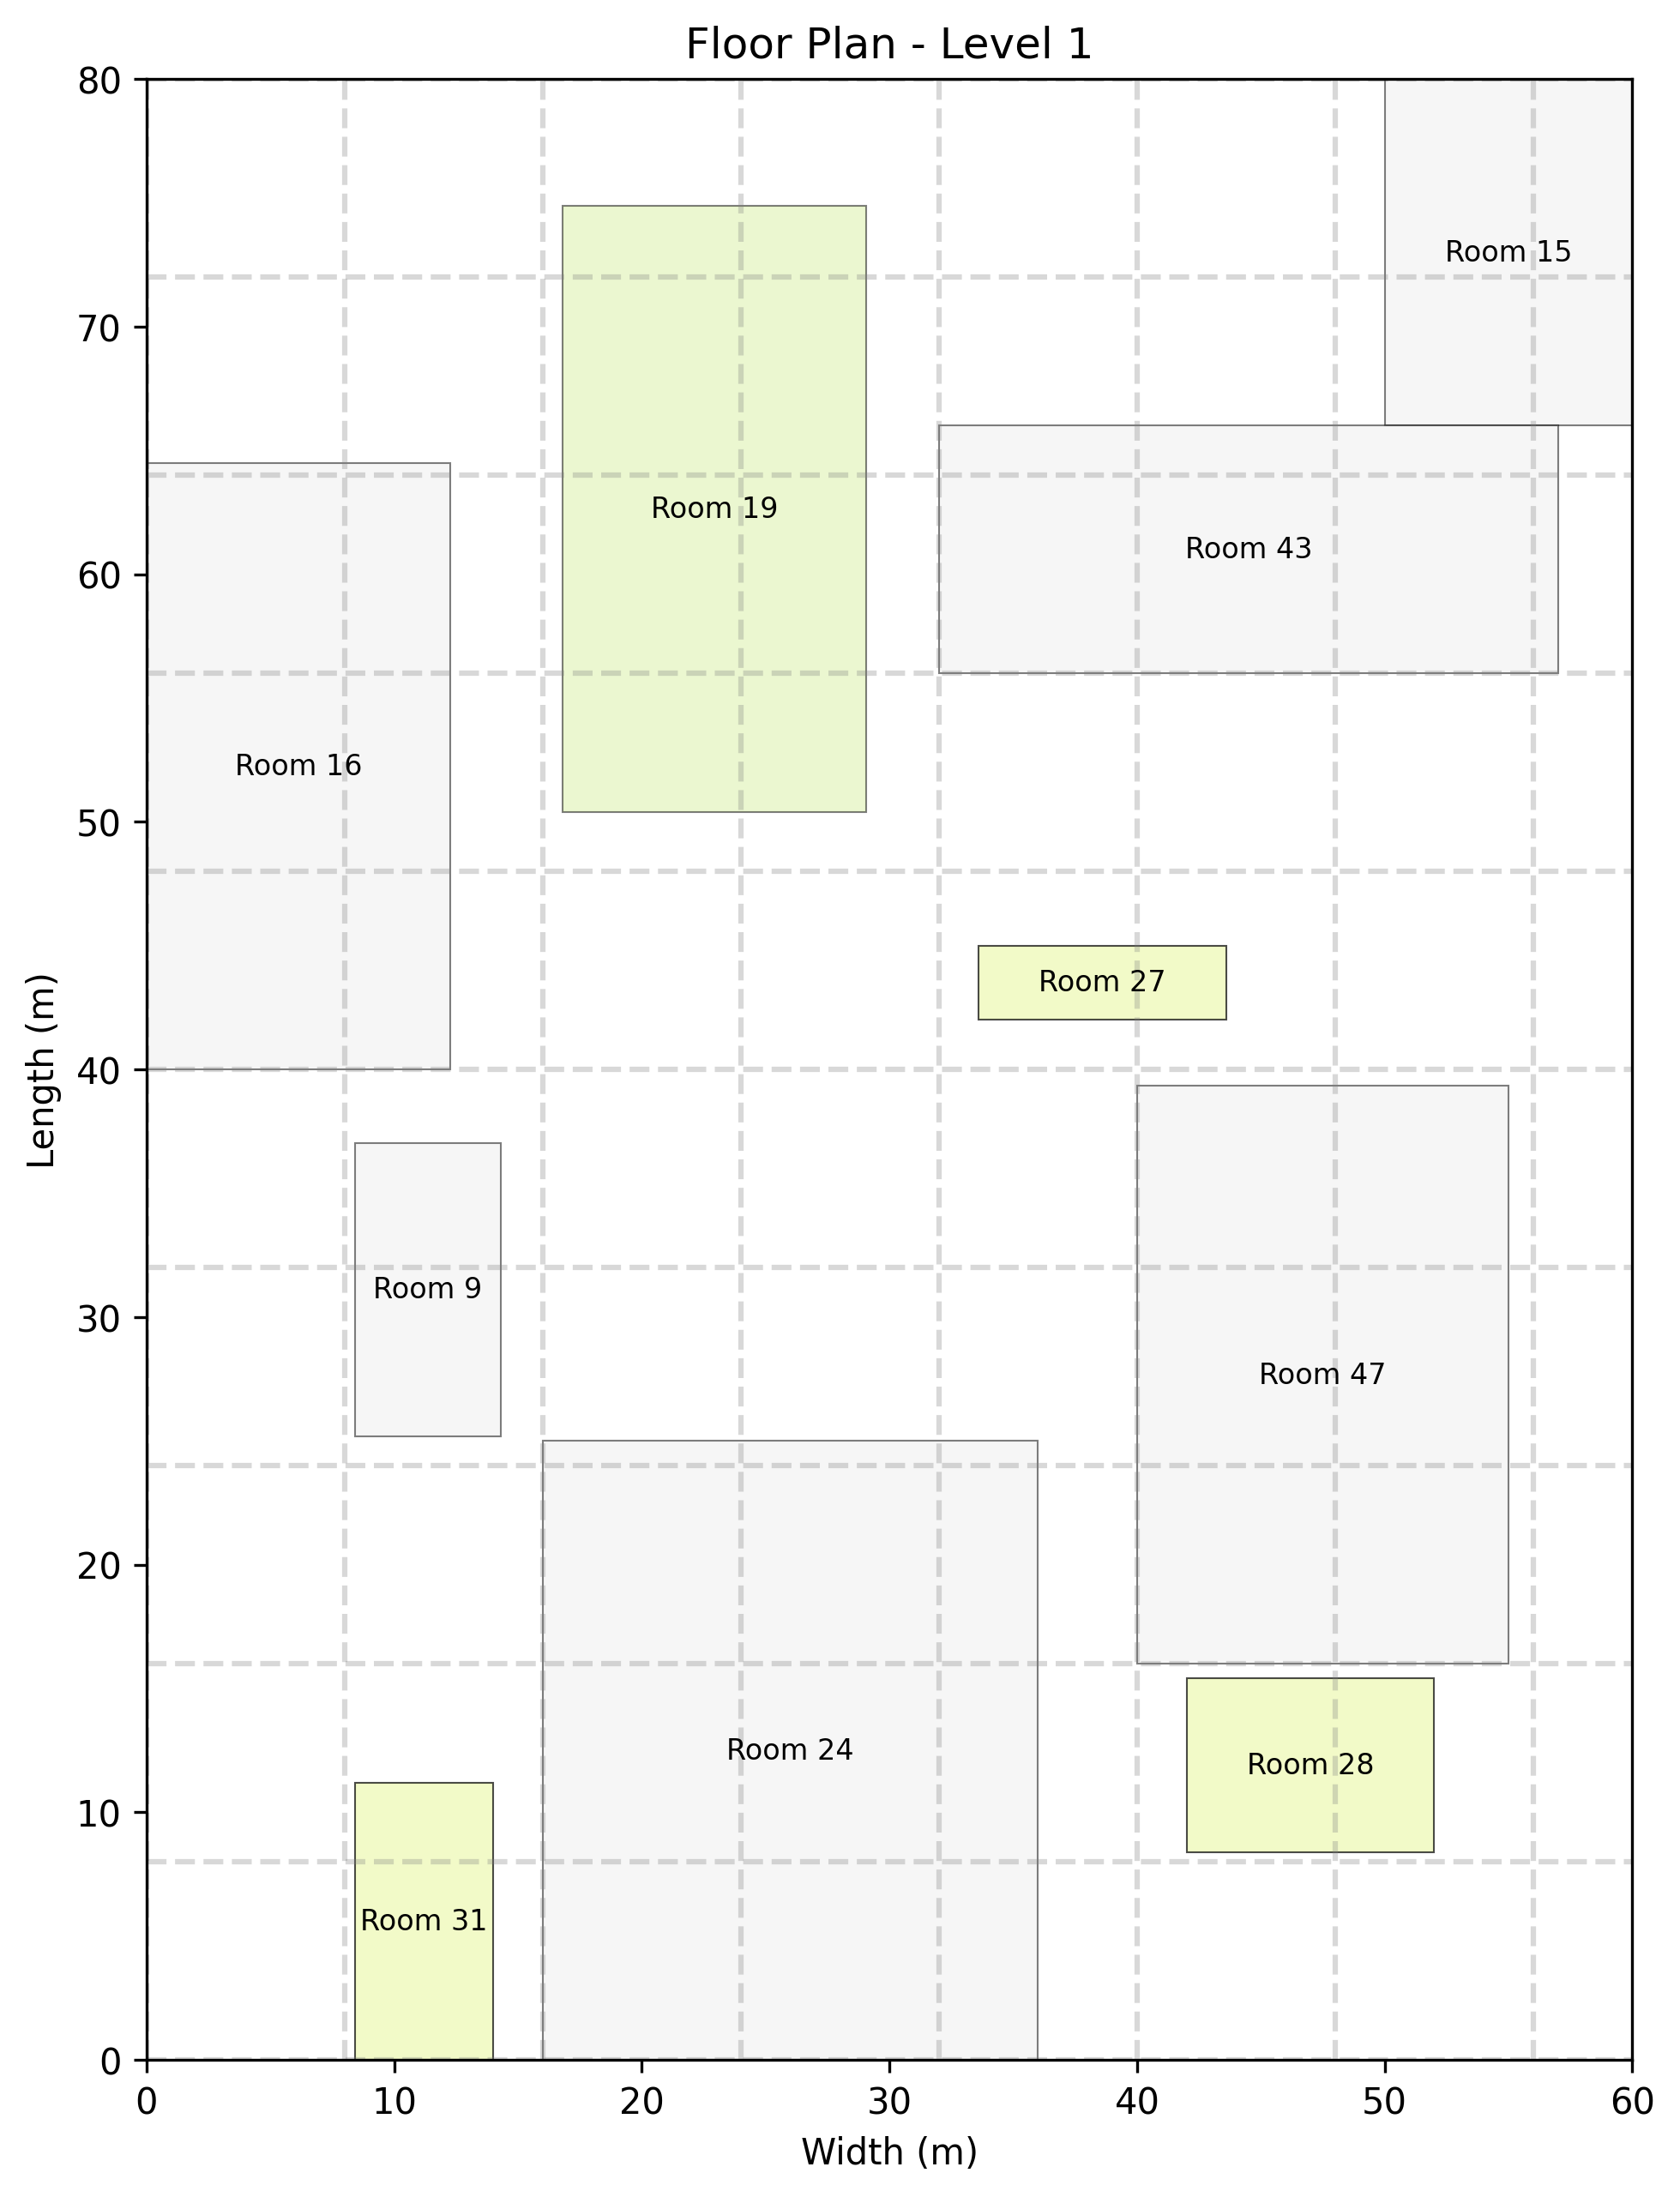 Floor Plan - Level 1
80
70
60
50
40
30
20
10
0
Length (m)
Room 15
Room 19
Room 43
Room 16
Room 27
Room 9
Room 47
Room 24
Room 28
Room 31
0 10 20 30 40 50 60
Width (m)